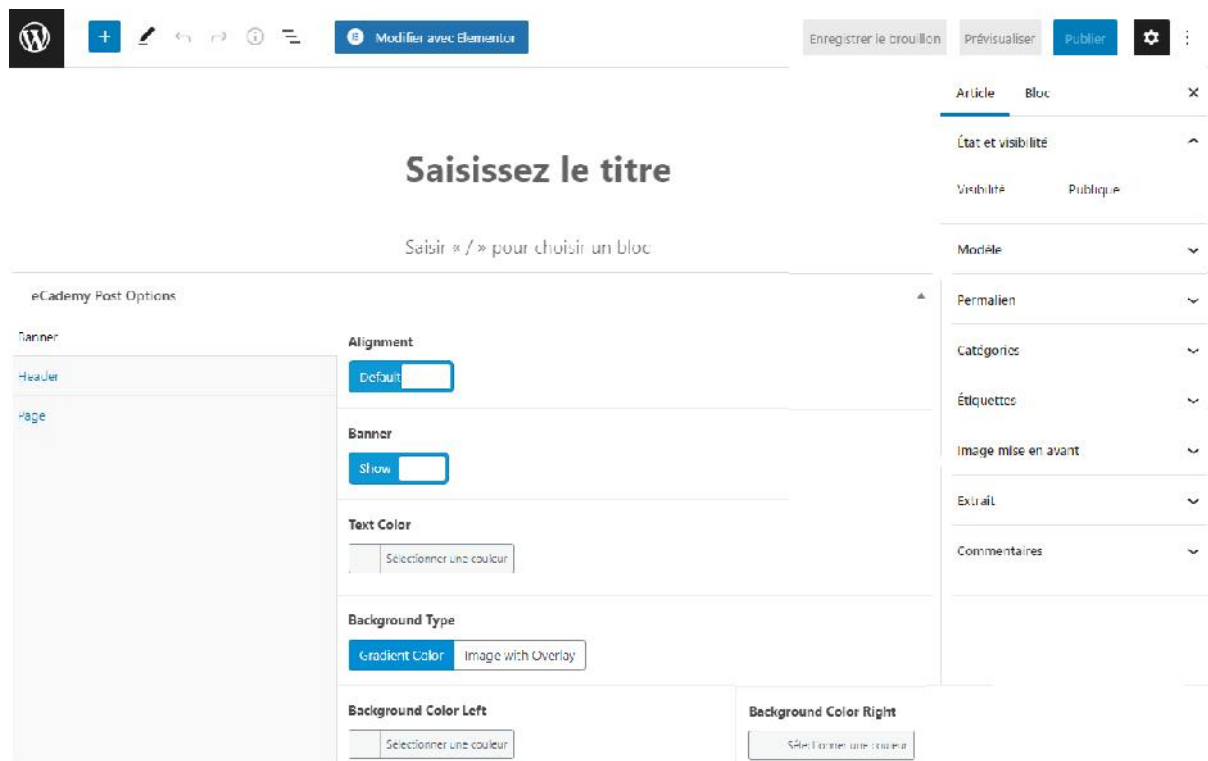 Modifier avec Elementor
Enregistrer le brouillon
Prévisualiser
Publier
Article
Bloc
État et visibilité
Visibilité
Publique
Saisissez le titre
Saisir « / » pour choisir un bloc
Modèle
Permalien
Catégories
Étiquettes
Image mise en avant
Extrait
Commentaires
eCademy Post Options
Banner
Header
Page
Alignment
Default
Banner
Show
Text Color
Sélectionner une couleur
Background Type
Gradient Color
Image with Overlay
Background Color Left
Sélectionner une couleur
Background Color Right
Sélectionner une couleur